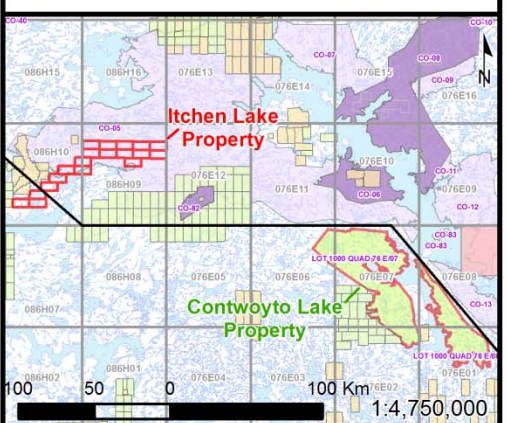 CO-40
CO-10
CO-07
CO-08
086H15
086H16
076E13
076E14
076E15
CO-09
076E16
N
CO-05
Itchen Lake
Property
086H10
086H09
076E12
076E11
076E10
CO-11
076E09
CO-82
CO-06
CO-12
CO-83
CO-83
LOT 1000 QUAD 76 E/07
086H08
076E05
076E06
076E07
076E08
086H07
Contwoyto Lake
Property
CO-13
LOT 1000 QUAD 76 E/0
086H02
086H01
076E04
076E03
076E02
076E01
100 50 0 100 Km
1:4,750,000